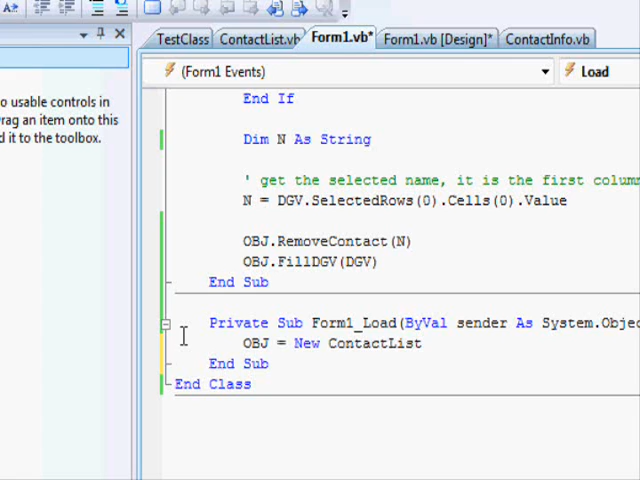 TestClass ContactList.vb Form1.vb* Form1.vb [Design]* ContactInfo.vb
(Form1 Events) Load
o usable controls in
rag an item onto this
d it to the toolbox.
End If
Dim N As String
' get the selected name, it is the first column
N = DGV.SelectedRows(0).Cells(0).Value
OBJ.RemoveContact(N)
OBJ.FillDGV(DGV)
End Sub
Private Sub Form1_Load(ByVal sender As System.Objec
OBJ = New ContactList
End Sub
End Class